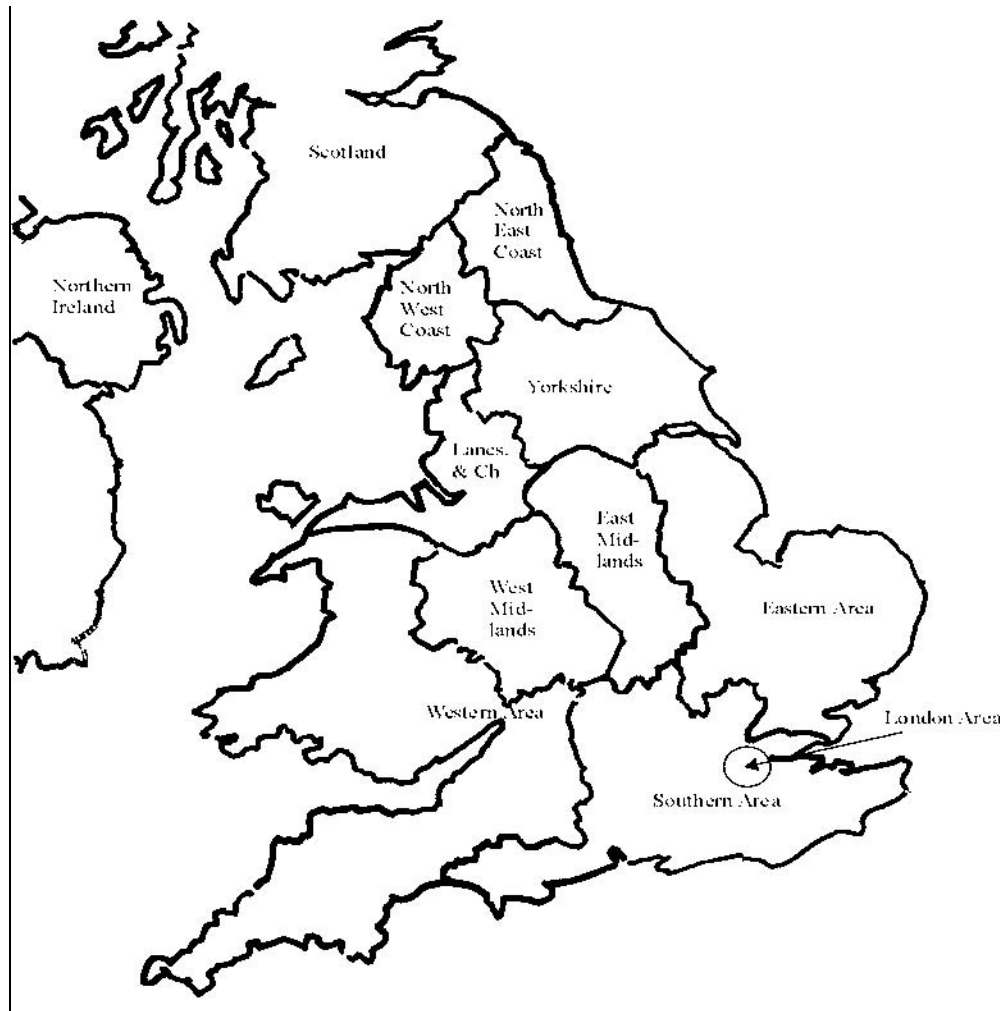 Scotland
North
East
Coast
Northern
Ireland
North
West
Coast
Yorkshire
Lancs.
& Ch
East
Mid-
lands
West
Mid-
lands
Eastern Area
Western Area
London Area
Southern Area